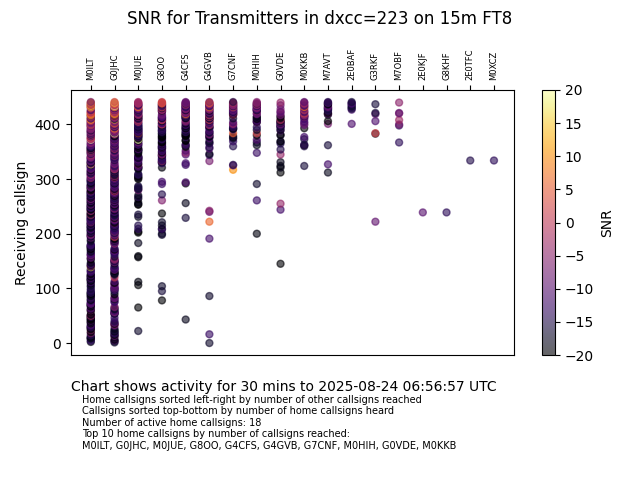 SNR for Transmitters in dxcc=223 on 15m FT8
M0ILT G0JHC M0JUE G8OO G4CFS G4GVB G7CNF M0HIH G0VDE M0KKB M7AVT 2E0BAF G3RKF M7OBF 2E0KJF G8KHF 2E0TFC M0XCZ
Receiving callsign
400
300
200
100
0
20
15
10
5
0
−5
−10
−15
−20
SNR
Chart shows activity for 30 mins to 2025-08-24 06:56:57 UTC
Home callsigns sorted left-right by number of other callsigns reached
Callsigns sorted top-bottom by number of home callsigns heard
Number of active home callsigns: 18
Top 10 home callsigns by number of callsigns reached:
M0ILT, G0JHC, M0JUE, G8OO, G4CFS, G4GVB, G7CNF, M0HIH, G0VDE, M0KKB